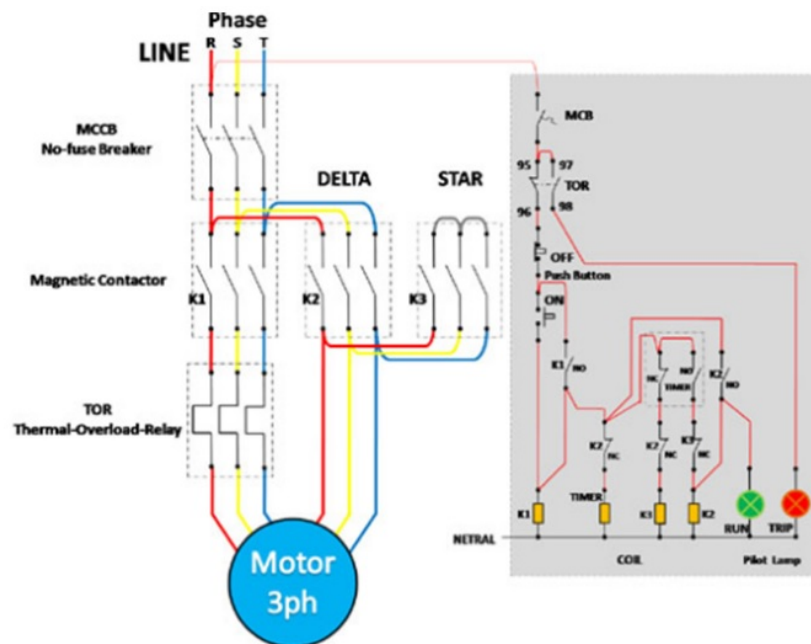 Phase
R S T
LINE
MCCB
No-fuse Breaker
MCB
95 97
DELTA
STAR
TOR
96 98
OFF
Push Button
ON
Magnetic Contactor
K1
K2
K3
K1
NO
NC
NO
TIMER
K2
NO
TOR
Thermal-Overload-Relay
K2
NC
K2
NC
K3
NC
TIMER
K1
K3
K2
RUN
TRIP
NETRAL
COIL
Pilot Lamp
Motor
3ph